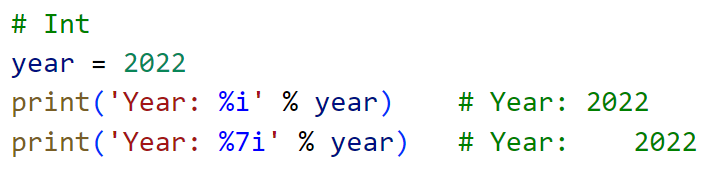 # Int
year = 2022
print('Year: %i' % year)    # Year: 2022
print('Year: %7i' % year)   # Year:    2022